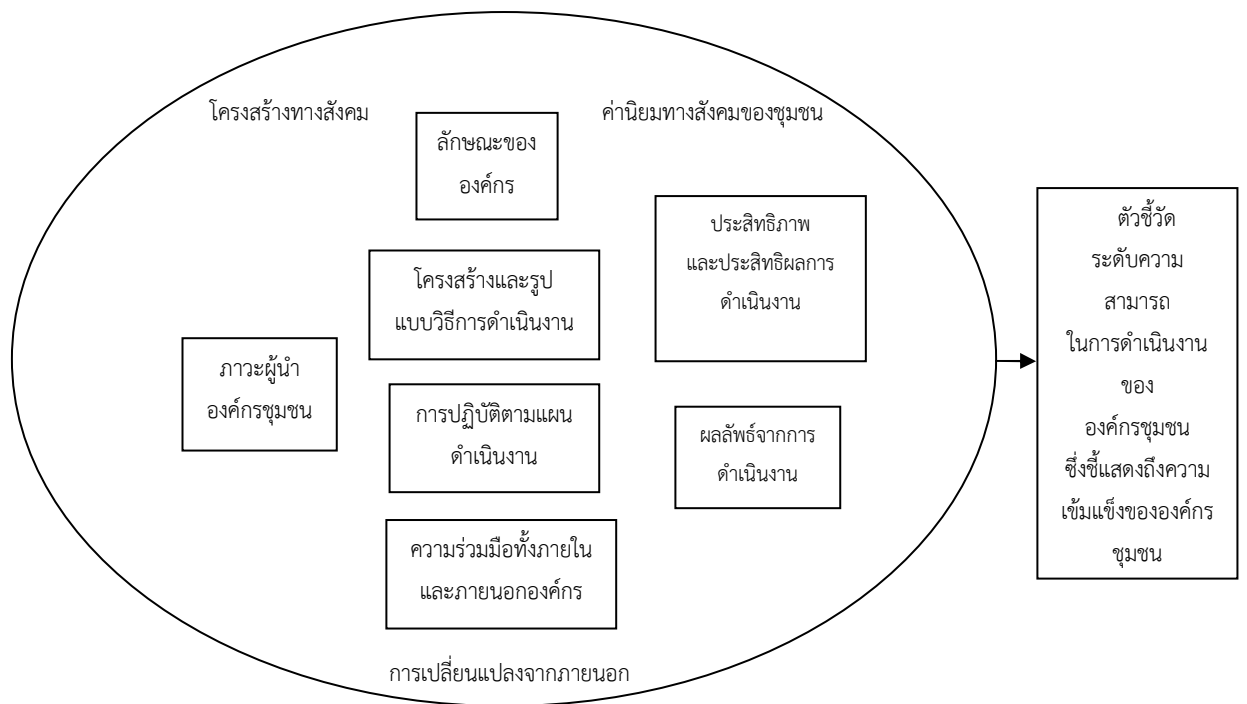 โครงสร้างทางสังคม
ค่านิยมทางสังคมของชุมชน
ลักษณะของ
องค์กร
ประสิทธิภาพ
และประสิทธิผลการ
ดำเนินงาน
โครงสร้างและรูป
แบบวิธีการดำเนินงาน
ภาวะผู้นำ
องค์กรชุมชน
การปฏิบัติตามแผน
ดำเนินงาน
ผลลัพธ์จากการ
ดำเนินงาน
ความร่วมมือทั้งภายใน
และภายนอกองค์กร
การเปลี่ยนแปลงจากภายนอก
ตัวชี้วัด
ระดับความ
สามารถ
ในการดำเนินงาน
ของ
องค์กรชุมชน
ซึ่งชี้แสดงถึงความ
เข้มแข็งขององค์กร
ชุมชน